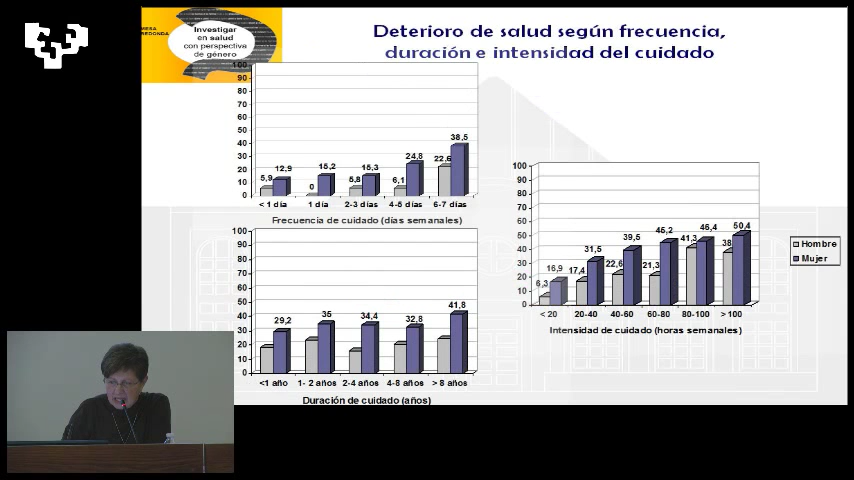 MESA
REDONDA
Investigar
en salud
con perspectiva
de género
Deterioro de salud según frecuencia,
duración e intensidad del cuidado
100
90
80
70
60
50
40
30
20
10
0
5,9 12,9 0 15,2 5,8 15,3 6,1 24,8 22,6 38,5
< 1 día 1 día 2-3 días 4-5 días 6-7 días
Frecuencia de cuidado (días semanales)
100
90
80
70
60
50
40
30
20
10
0
29,2 35 34,4 32,8 41,8
<1 año 1- 2 años 2-4 años 4-8 años > 8 años
Duración de cuidado (años)
100
90
80
70
60
50
40
30
20
10
0
6,3 16,9 17,4 31,5 22,6 39,5 21,3 45,2 41,3 46,4 38 50,4
< 20 20-40 40-60 60-80 80-100 > 100
Intensidad de cuidado (horas semanales)
Hombre
Mujer